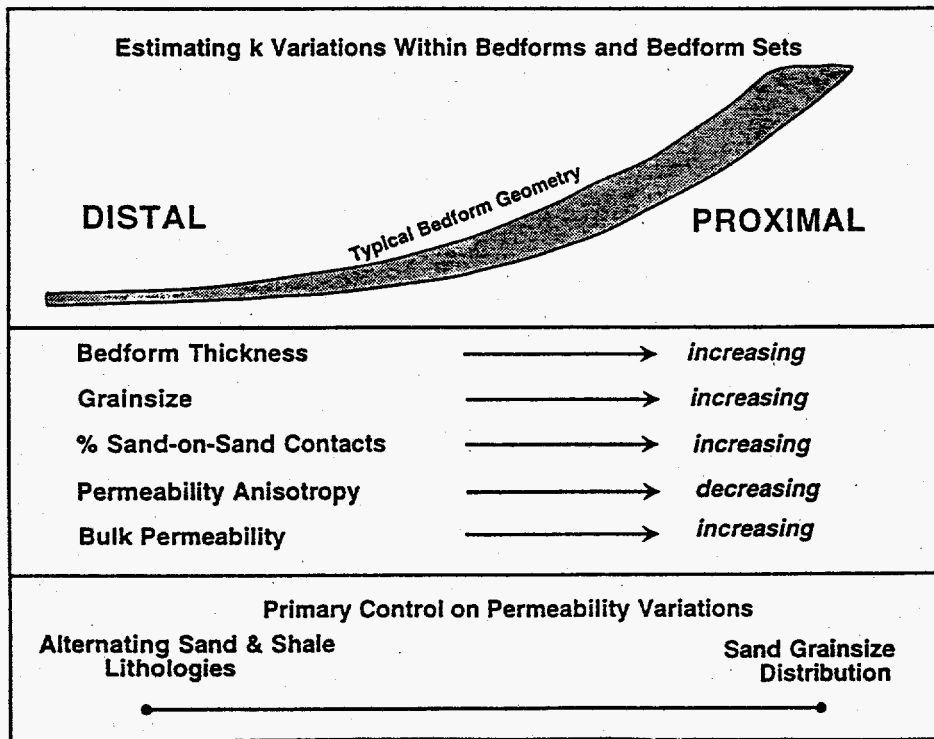 Estimating k Variations Within Bedforms and Bedform Sets
Typical Bedform Geometry
DISTAL
PROXIMAL
Bedform Thickness increasing
Grainsize increasing
% Sand-on-Sand Contacts increasing
Permeability Anisotropy decreasing
Bulk Permeability increasing
Primary Control on Permeability Variations
Alternating Sand & Shale
Lithologies
Sand Grainsize
Distribution